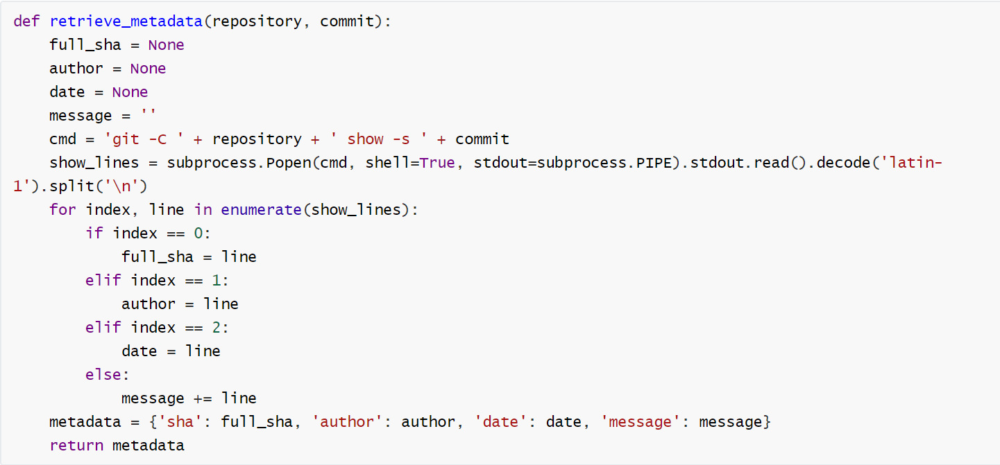 def retrieve_metadata(repository, commit):
    full_sha = None
    author = None
    date = None
    message = ''
    cmd = 'git -C ' + repository + ' show -s ' + commit
    show_lines = subprocess.Popen(cmd, shell=True, stdout=subprocess.PIPE).stdout.read().decode('latin-
1').split('\n')
    for index, line in enumerate(show_lines):
        if index == 0:
            full_sha = line
        elif index == 1:
            author = line
        elif index == 2:
            date = line
        else:
            message += line
    metadata = {'sha': full_sha, 'author': author, 'date': date, 'message': message}
    return metadata